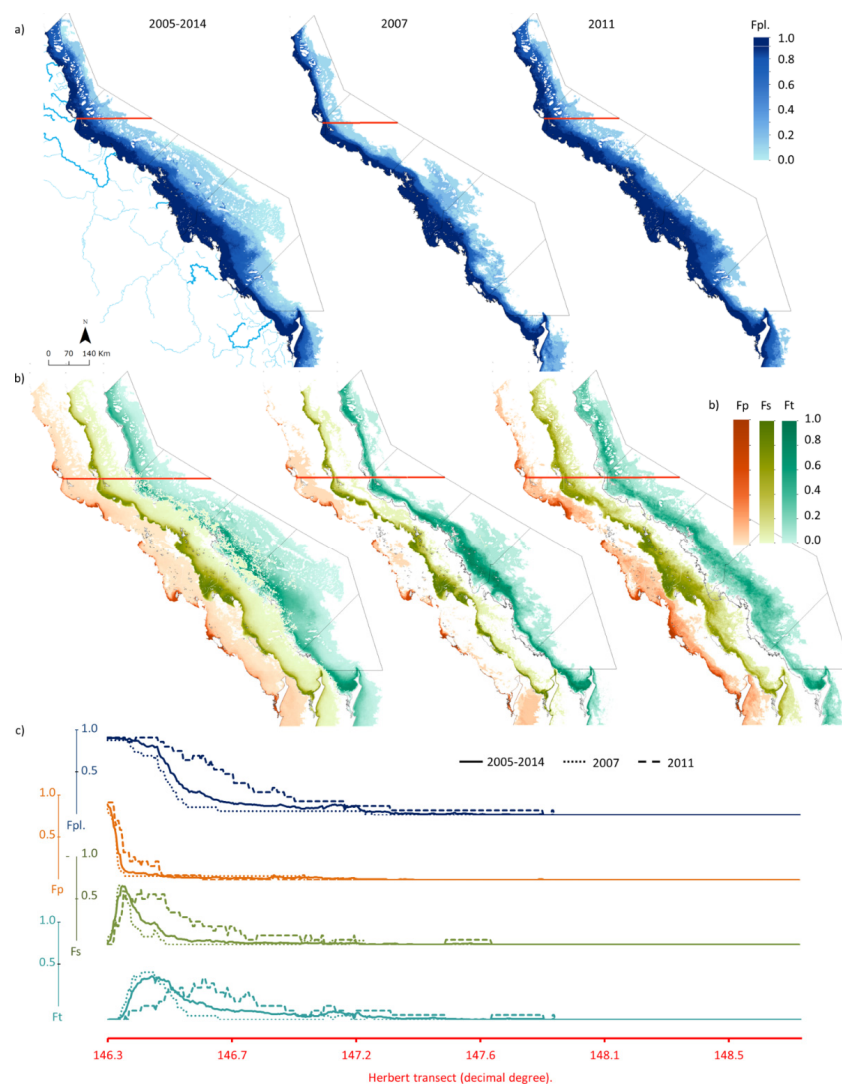 a) 2005-2014 2007 2011 Fpl.
1.0
0.8
0.6
0.4
0.2
0.0
N
0 70 140 Km
b) b) Fp Fs Ft
1.0
0.8
0.6
0.4
0.2
0.0
c) 1.0
2005-2014 2007 2011
0.5
1.0
Fpl.
0.5
1.0
Fp
0.5
1.0
Fs
0.5
Ft
146.3 146.7 147.2 147.6 148.1 148.5
Herbert transect (decimal degree).